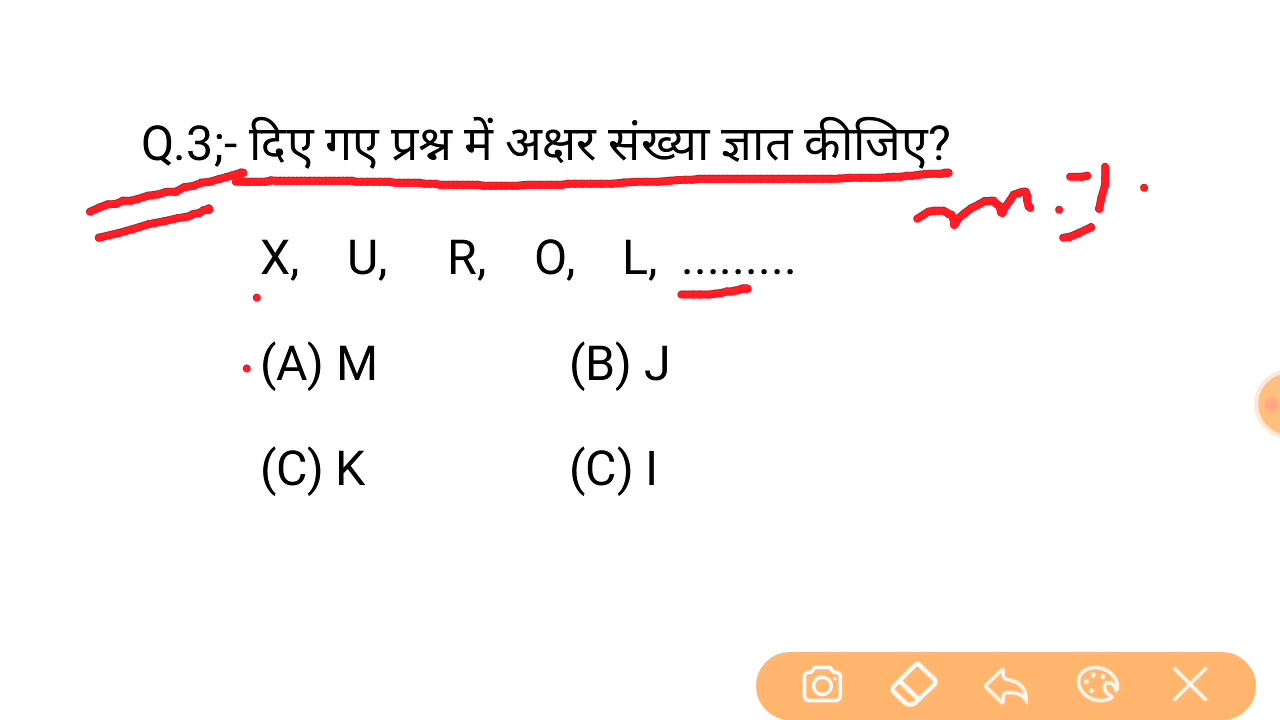 Q.3;- दिए गए प्रश्न में अक्षर संख्या ज्ञात कीजिए?
X, U, R, O, L, .........
(A) M (B) J
(C) K (C) I